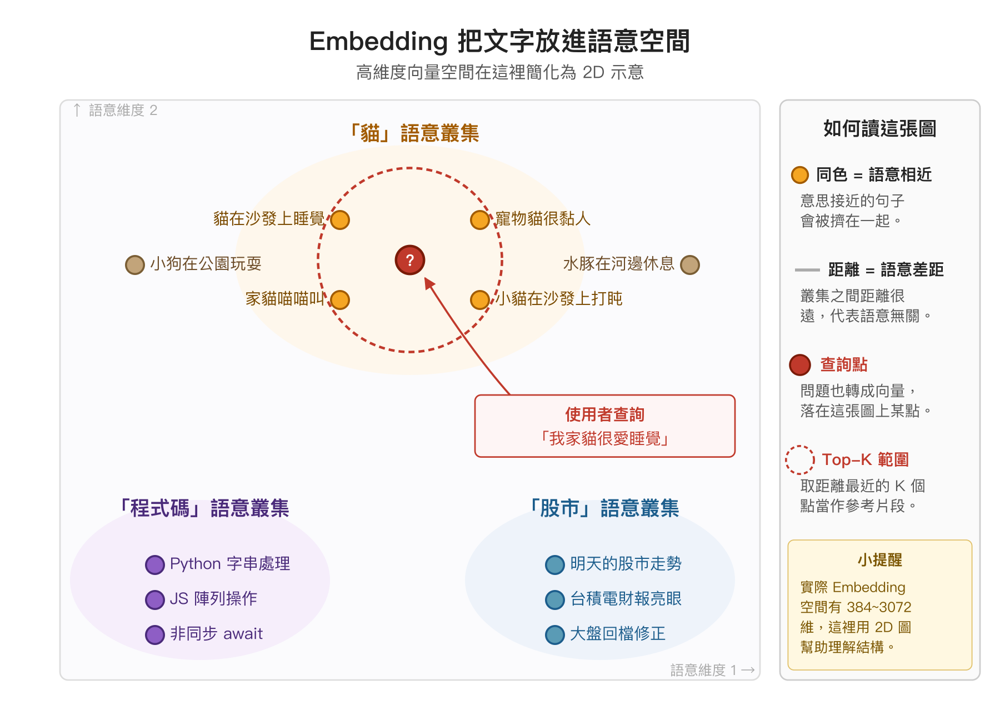 Embedding 把文字放進語意空間
高維度向量空間在這裡簡化為 2D 示意
↑ 語意維度 2
「貓」語意叢集
貓在沙發上睡覺
寵物貓很黏人
?
小狗在公園玩耍
水豚在河邊休息
家貓喵喵叫
小貓在沙發上打盹
使用者查詢
「我家貓很愛睡覺」
「程式碼」語意叢集
Python 字串處理
JS 陣列操作
非同步 await
「股市」語意叢集
明天的股市走勢
台積電財報亮眼
大盤回檔修正
語意維度 1 →
如何讀這張圖
同色 = 語意相近
意思接近的句子
會被擠在一起。
距離 = 語意差距
叢集之間距離很
遠，代表語意無關。
查詢點
問題也轉成向量，
落在這張圖上某點。
Top-K 範圍
取距離最近的 K 個
點當作參考片段。
小提醒
實際 Embedding
空間有 384~3072
維，這裡用 2D 圖
幫助理解結構。